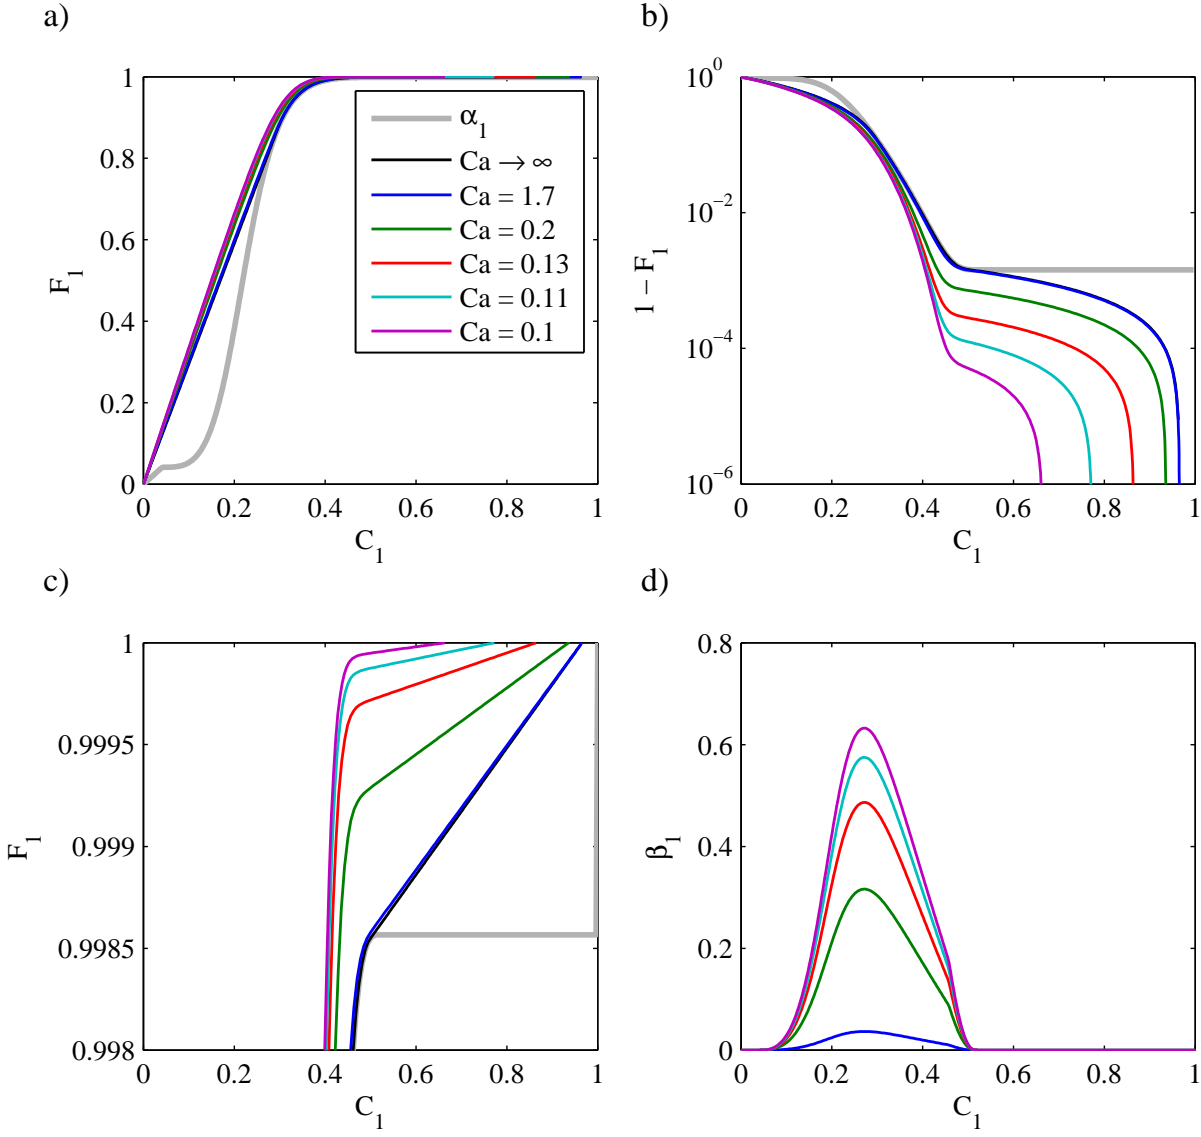 a)
1
0.8
0.6
0.4
0.2
0
F₁
0 0.2 0.4 0.6 0.8 1
C₁
α₁
Ca → ∞
Ca = 1.7
Ca = 0.2
Ca = 0.13
Ca = 0.11
Ca = 0.1
b)
10⁰
10⁻²
10⁻⁴
10⁻⁶
1 − F₁
0 0.2 0.4 0.6 0.8 1
C₁
c)
1
0.9995
0.999
0.9985
0.998
F₁
0 0.2 0.4 0.6 0.8 1
C₁
d)
0.8
0.6
0.4
0.2
0
β₁
0 0.2 0.4 0.6 0.8 1
C₁